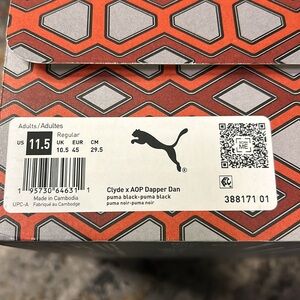 Adults/Adultes
Regular
US 11.5 UK 10.5 EUR 45 CM 29.5
1 95730 64631 1
Made in Cambodia
UPC-A Fabriqué au Cambodge
Clyde x AOP Dapper Dan
puma black-puma black
puma noir-puma noir
388171 01